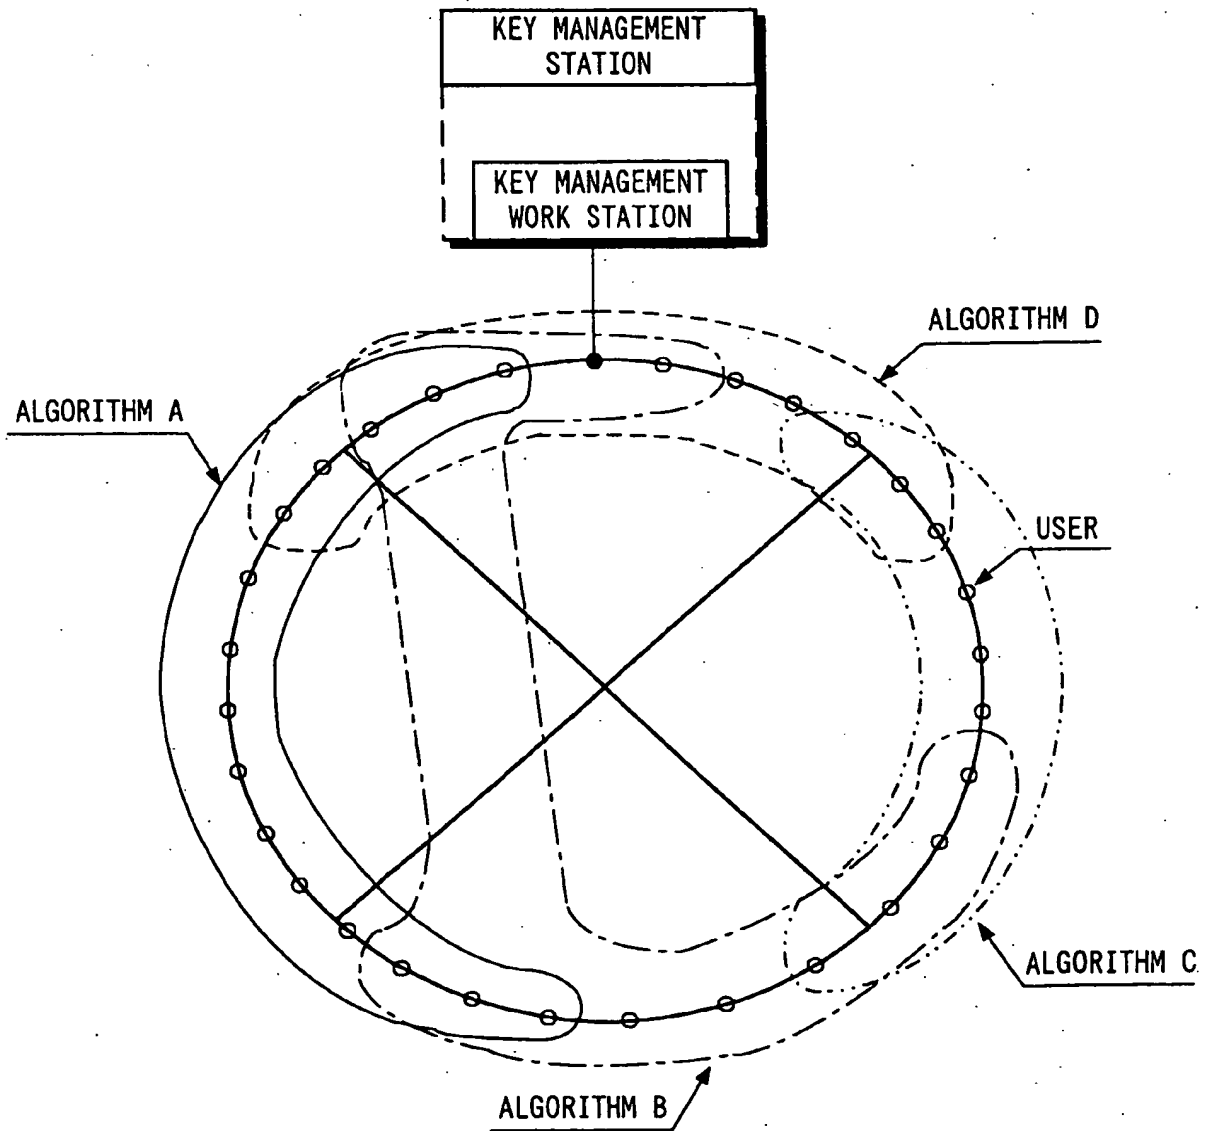 KEY MANAGEMENT
STATION
KEY MANAGEMENT
WORK STATION
ALGORITHM D
ALGORITHM A
USER
ALGORITHM C
ALGORITHM B